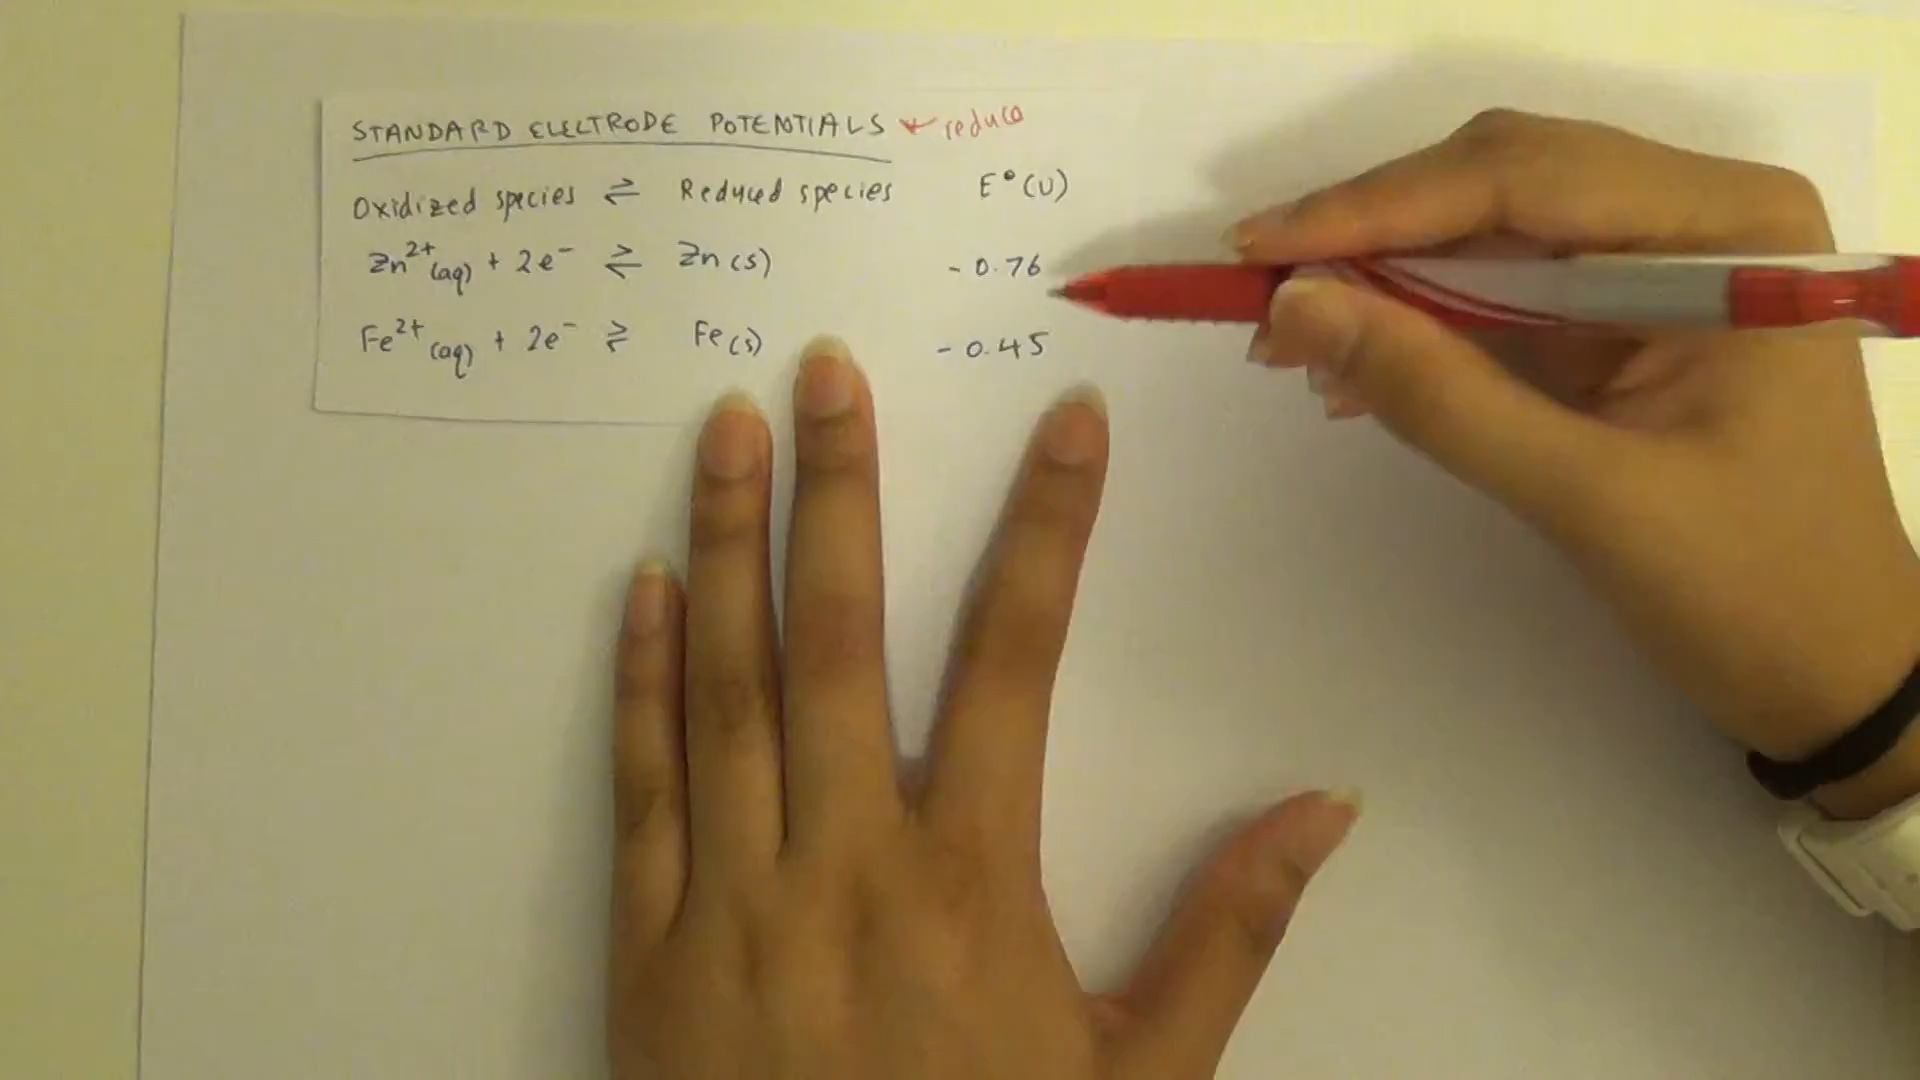 STANDARD ELECTRODE POTENTIALS ← reduce
Oxidized species ⇌ Reduced species E°(V)
Zn²⁺(aq) + 2e⁻ ⇌ Zn(s) - 0.76
Fe²⁺(aq) + 2e⁻ ⇌ Fe(s) - 0.45